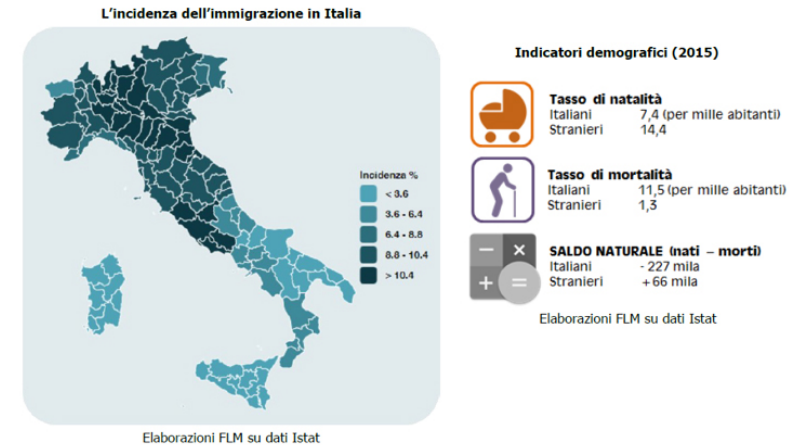 L'incidenza dell'immigrazione in Italia
Incidenza %
< 3.6
3.6 - 6.4
6.4 - 8.8
8.8 - 10.4
> 10.4
Elaborazioni FLM su dati Istat
Indicatori demografici (2015)
Tasso di natalità
Italiani 7,4 (per mille abitanti)
Stranieri 14,4
Tasso di mortalità
Italiani 11,5 (per mille abitanti)
Stranieri 1,3
SALDO NATURALE (nati – morti)
Italiani - 227 mila
Stranieri + 66 mila
Elaborazioni FLM su dati Istat